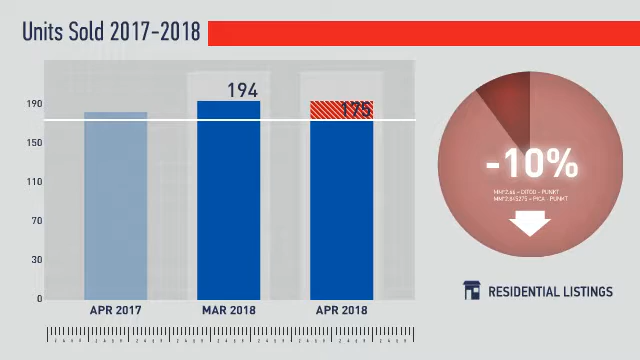 Units Sold 2017-2018
194
175
190
150
110
70
30
0
APR 2017
MAR 2018
APR 2018
-10%
RESIDENTIAL LISTINGS